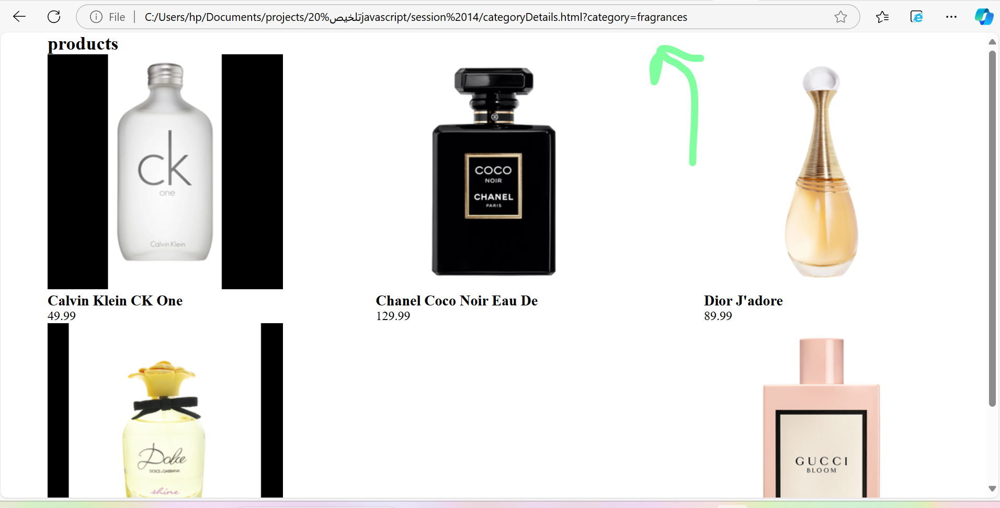 File
C:/Users/hp/Documents/projects/20%تلخيصjavascript/session%2014/categoryDetails.html?category=fragrances
products
ck
one
Calvin Klein
COCO
NOIR
CHANEL
PARIS
Calvin Klein CK One
49.99
Chanel Coco Noir Eau De
129.99
Dior J'adore
89.99
Dolce
DOLCE & GABBANA
shine
GUCCI
BLOOM